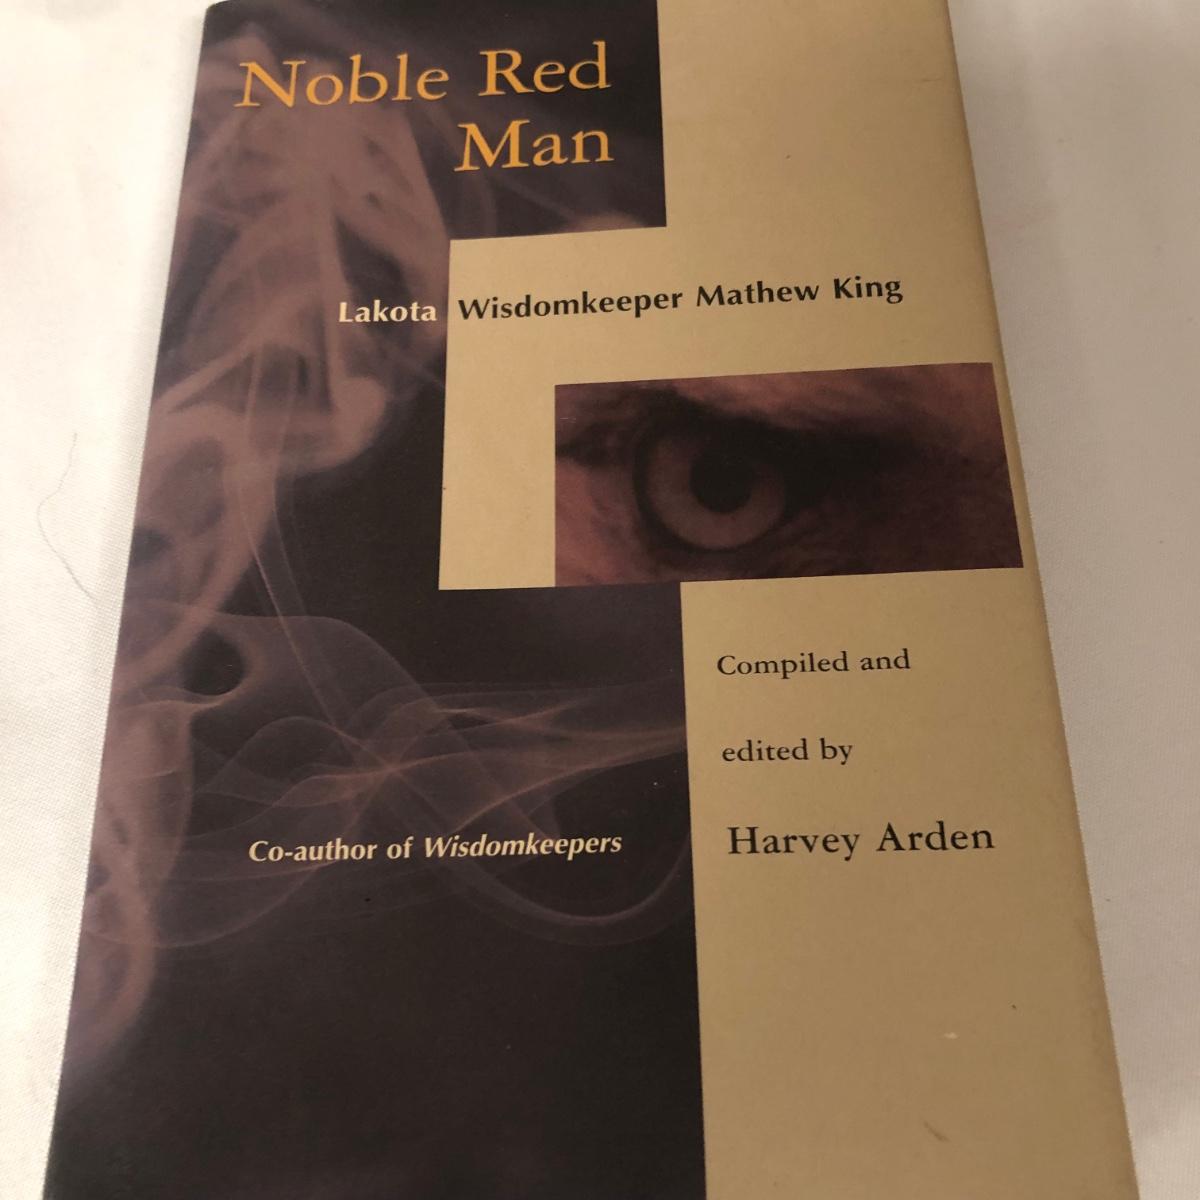 Noble Red
Man
Lakota Wisdomkeeper Mathew King
Compiled and
edited by
Co-author of Wisdomkeepers
Harvey Arden